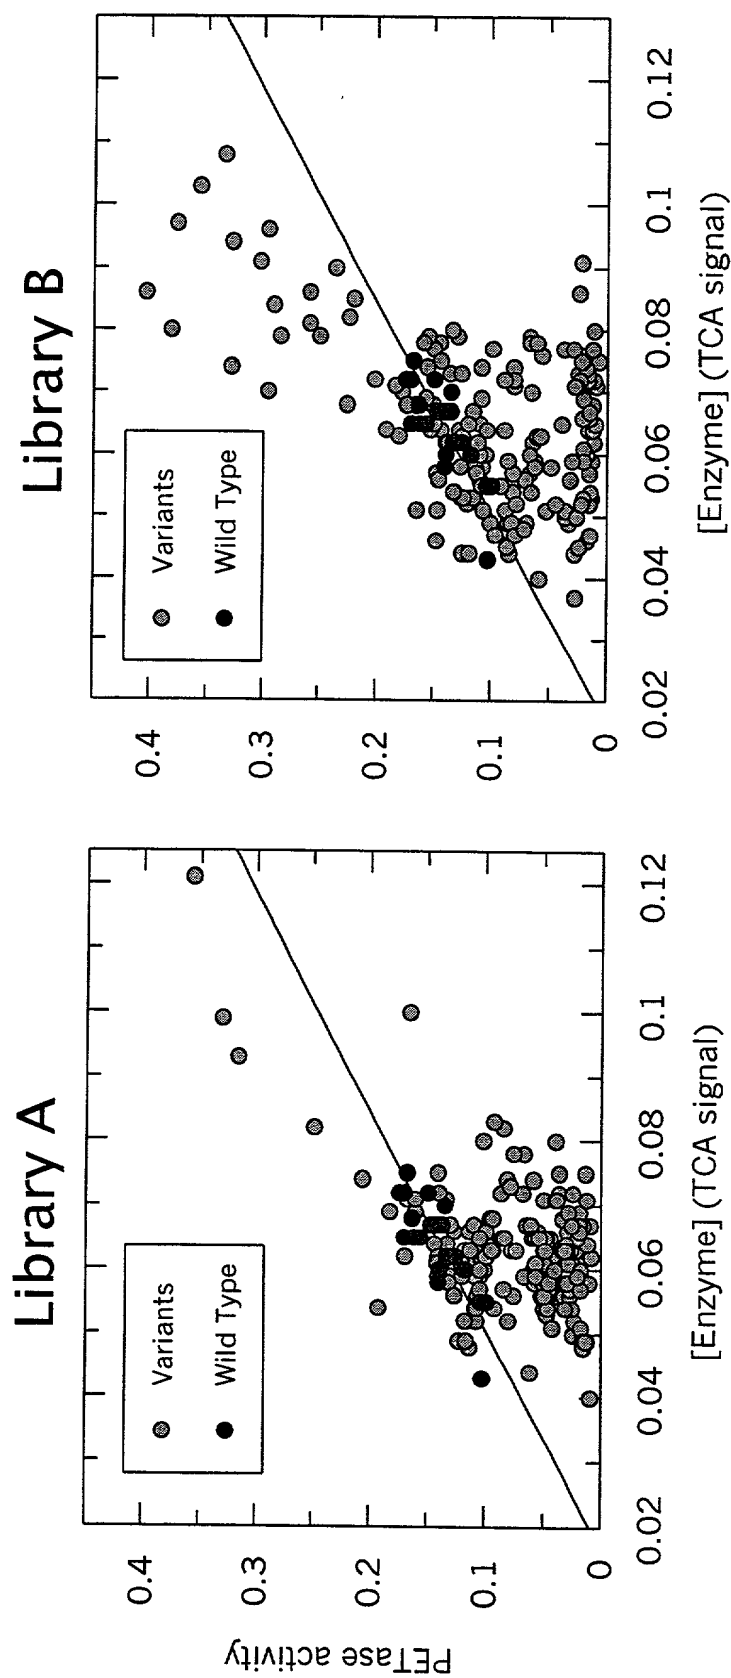 Library A
PETase activity
0.4
0.3
0.2
0.1
0
Variants
Wild Type
0.02
0.04
0.06
0.08
0.1
0.12
[Enzyme] (TCA signal)
Library B
0.4
0.3
0.2
0.1
0
Variants
Wild Type
0.02
0.04
0.06
0.08
0.1
0.12
[Enzyme] (TCA signal)